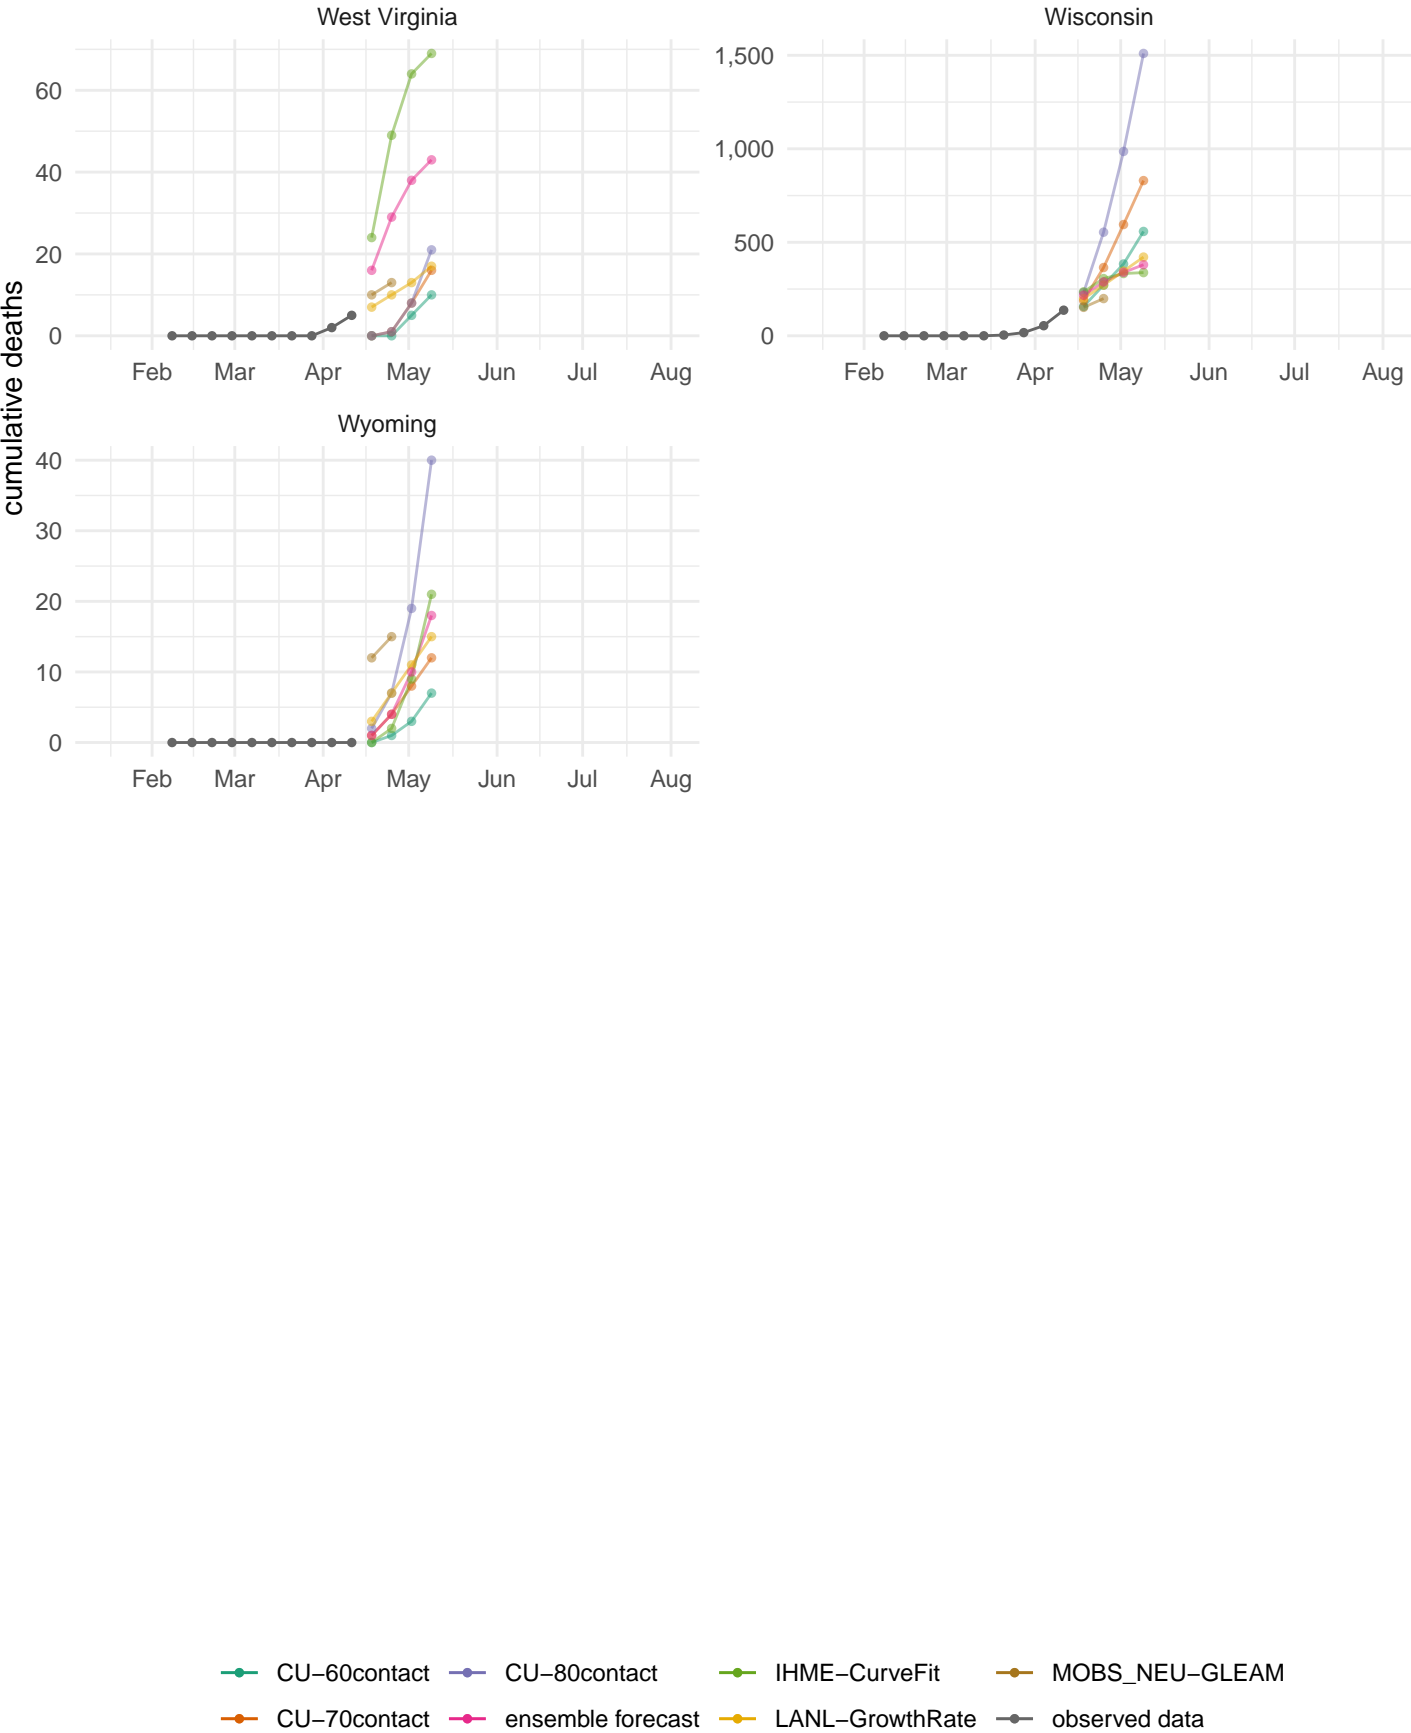 West Virginia
Wisconsin
cumulative deaths
60
40
20
0
Feb Mar Apr May Jun Jul Aug
1,500
1,000
500
0
Feb Mar Apr May Jun Jul Aug
Wyoming
40
30
20
10
0
Feb Mar Apr May Jun Jul Aug
CU−60contact CU−80contact IHME−CurveFit MOBS_NEU−GLEAM
CU−70contact ensemble forecast LANL−GrowthRate observed data